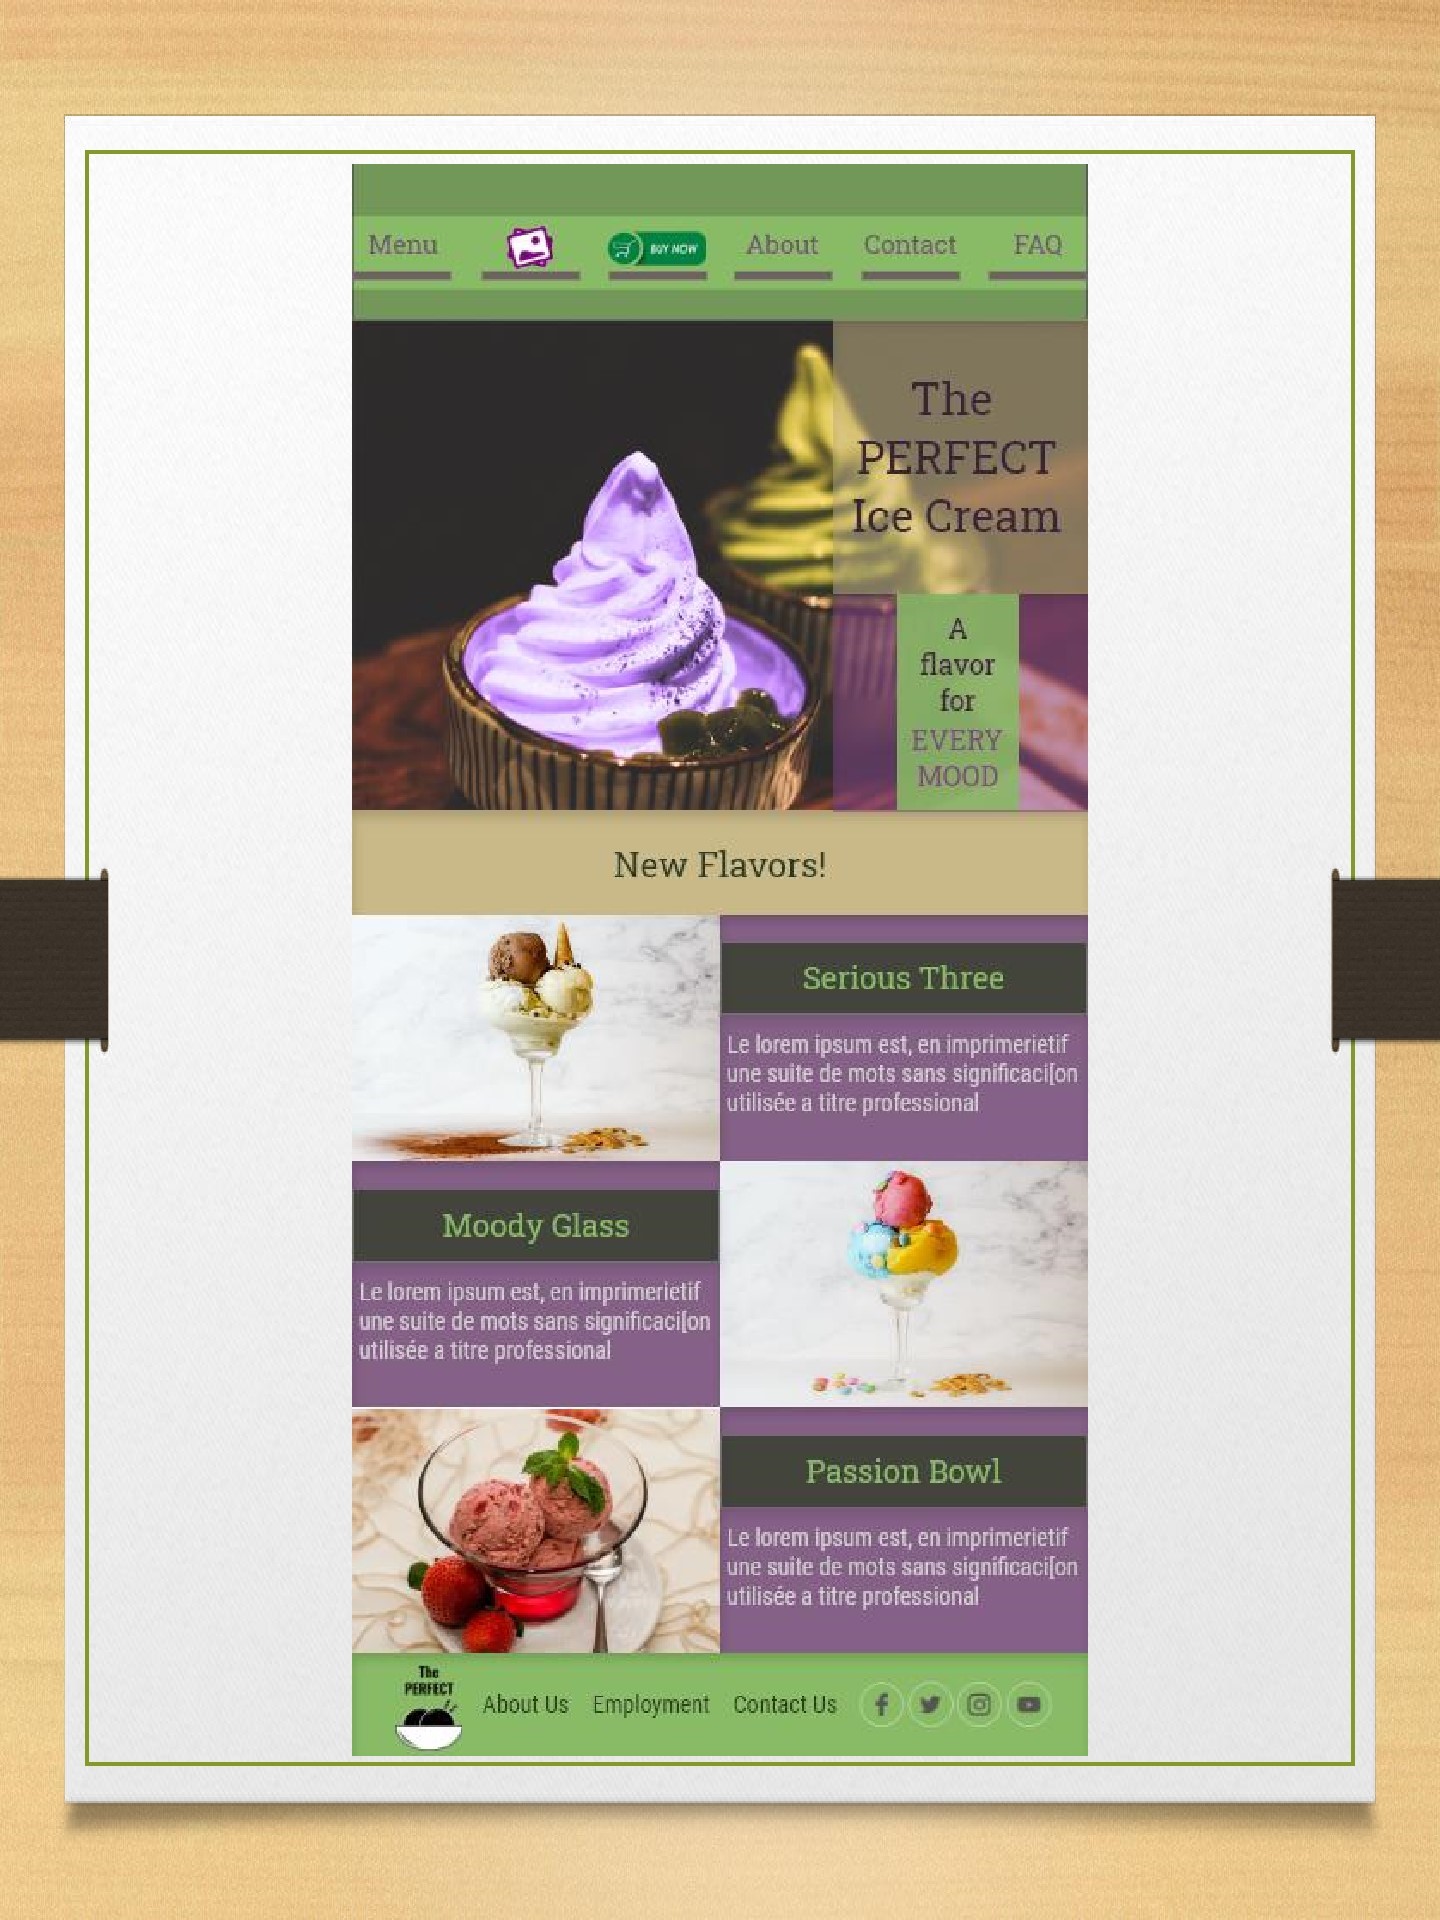 Menu
BUY NOW
About
Contact
FAQ
The
PERFECT
Ice Cream
A
flavor
for
EVERY
MOOD
New Flavors!
Serious Three
Le lorem ipsum est, en imprimerietif
une suite de mots sans significaci[on
utilisée a titre professional
Moody Glass
Le lorem ipsum est, en imprimerietif
une suite de mots sans significaci[on
utilisée a titre professional
Passion Bowl
Le lorem ipsum est, en imprimerietif
une suite de mots sans significaci[on
utilisée a titre professional
The
PERFECT
About Us
Employment
Contact Us